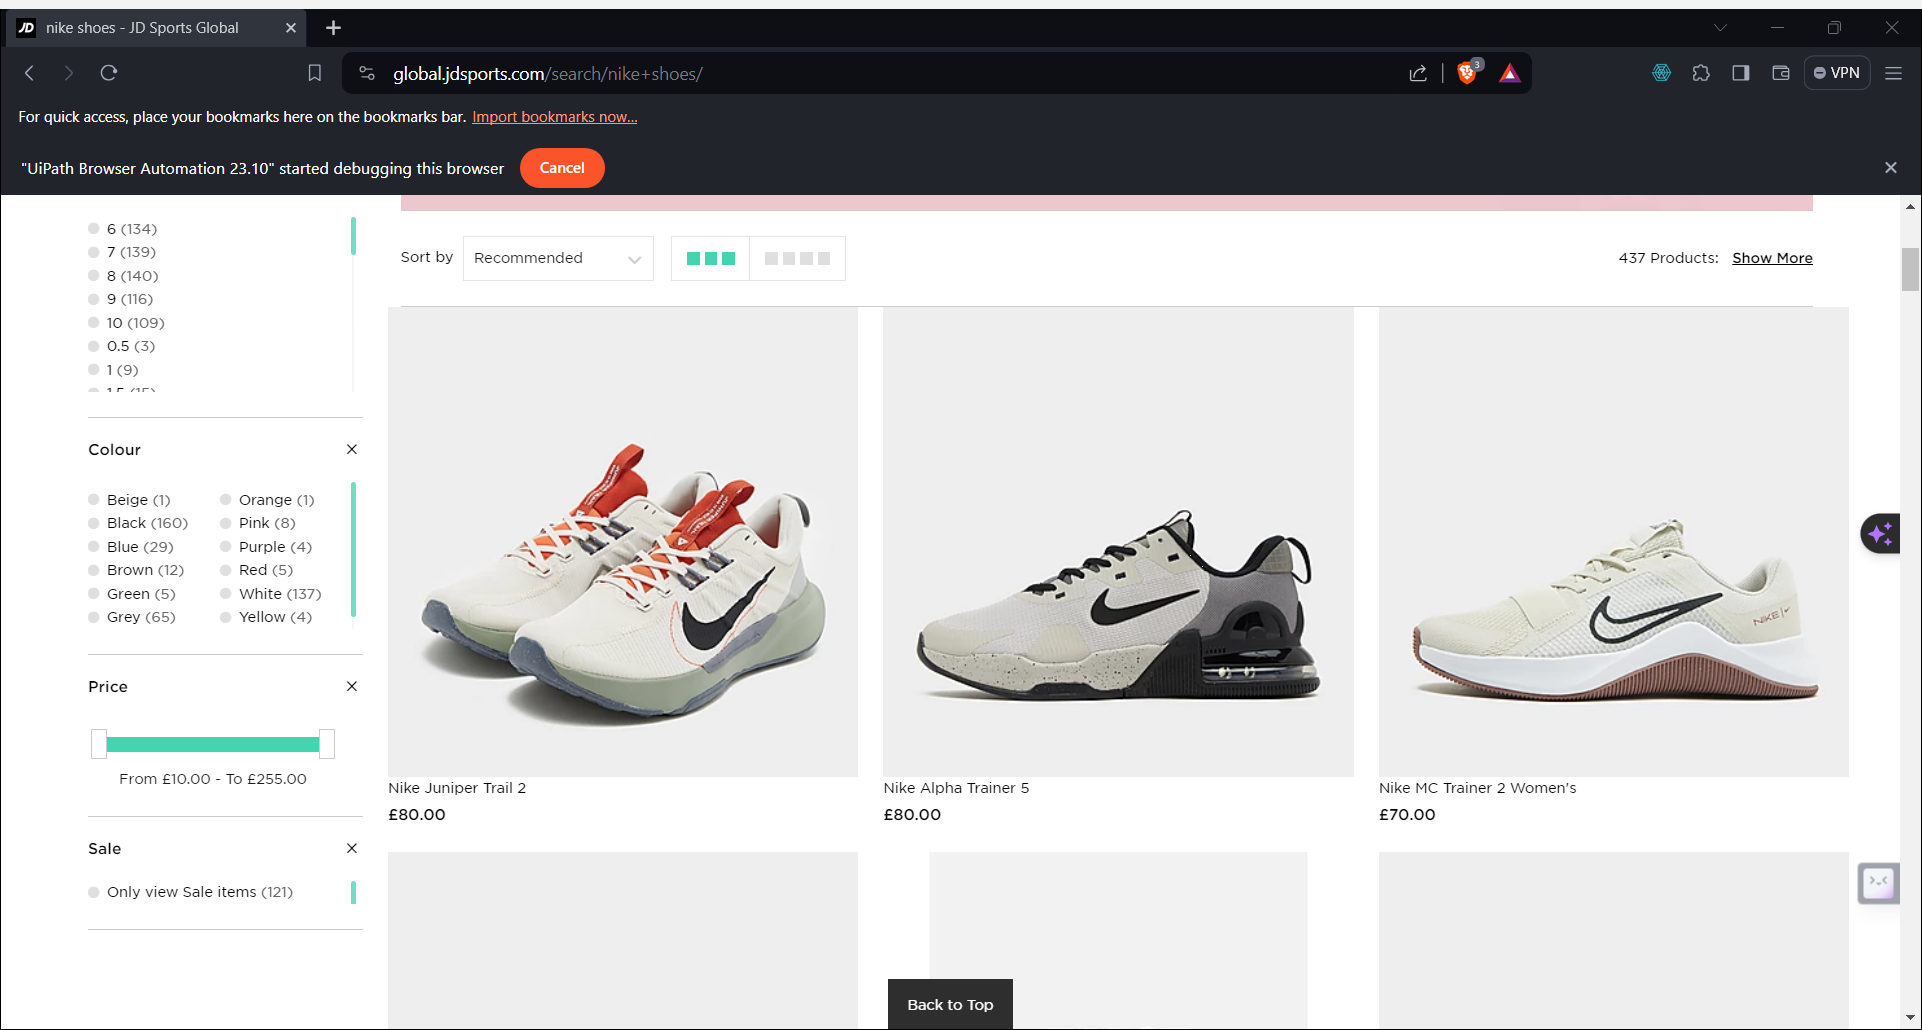 JD nike shoes - JD Sports Global
global.jdsports.com/search/nike+shoes/
3
VPN
For quick access, place your bookmarks here on the bookmarks bar. Import bookmarks now...
"UiPath Browser Automation 23.10" started debugging this browser
Cancel
6 (134)
7 (139)
8 (140)
9 (116)
10 (109)
0.5 (3)
1 (9)
1.5 (15)
Colour
Beige (1)
Black (160)
Blue (29)
Brown (12)
Green (5)
Grey (65)
Orange (1)
Pink (8)
Purple (4)
Red (5)
White (137)
Yellow (4)
Price
From £10.00 - To £255.00
Sale
Only view Sale items (121)
Sort by
Recommended
437 Products: Show More
NIKE
Nike Juniper Trail 2
£80.00
Nike Alpha Trainer 5
£80.00
Nike MC Trainer 2 Women's
£70.00
Back to Top